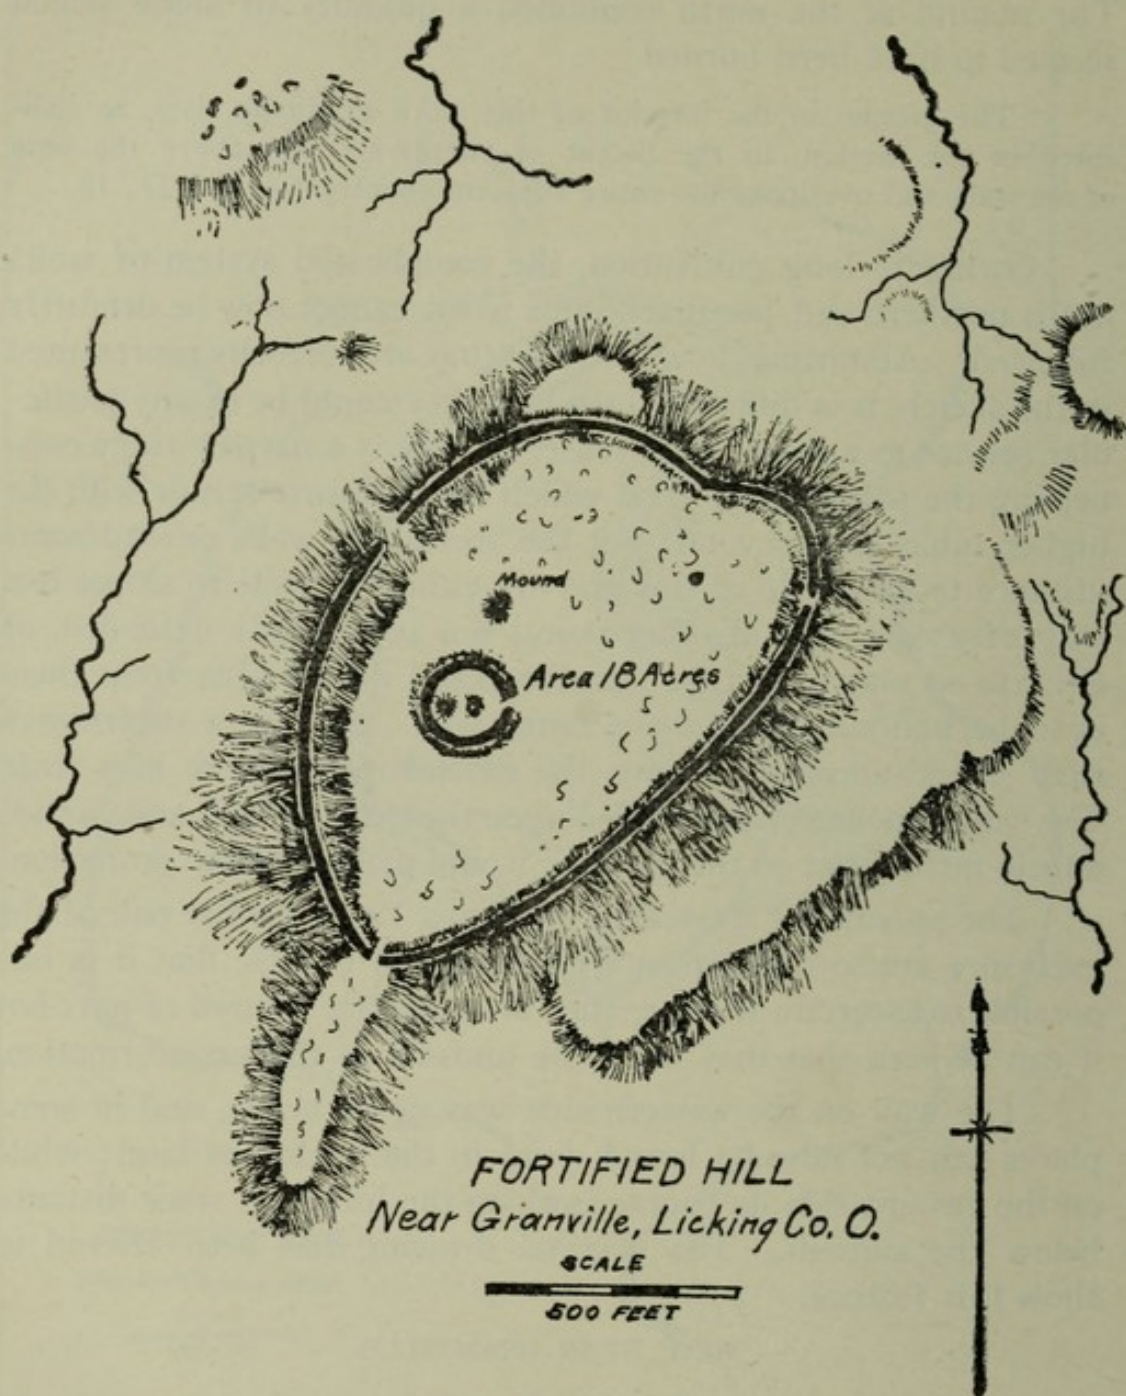 Mound
Area 18 Acres
FORTIFIED HILL
Near Granville, Licking Co. O.
SCALE
500 FEET